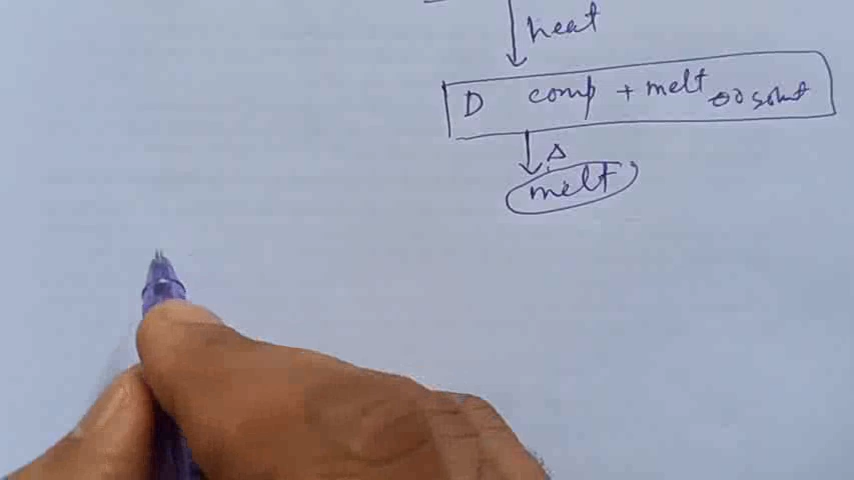 heat
D comp + melt
Δ
melt